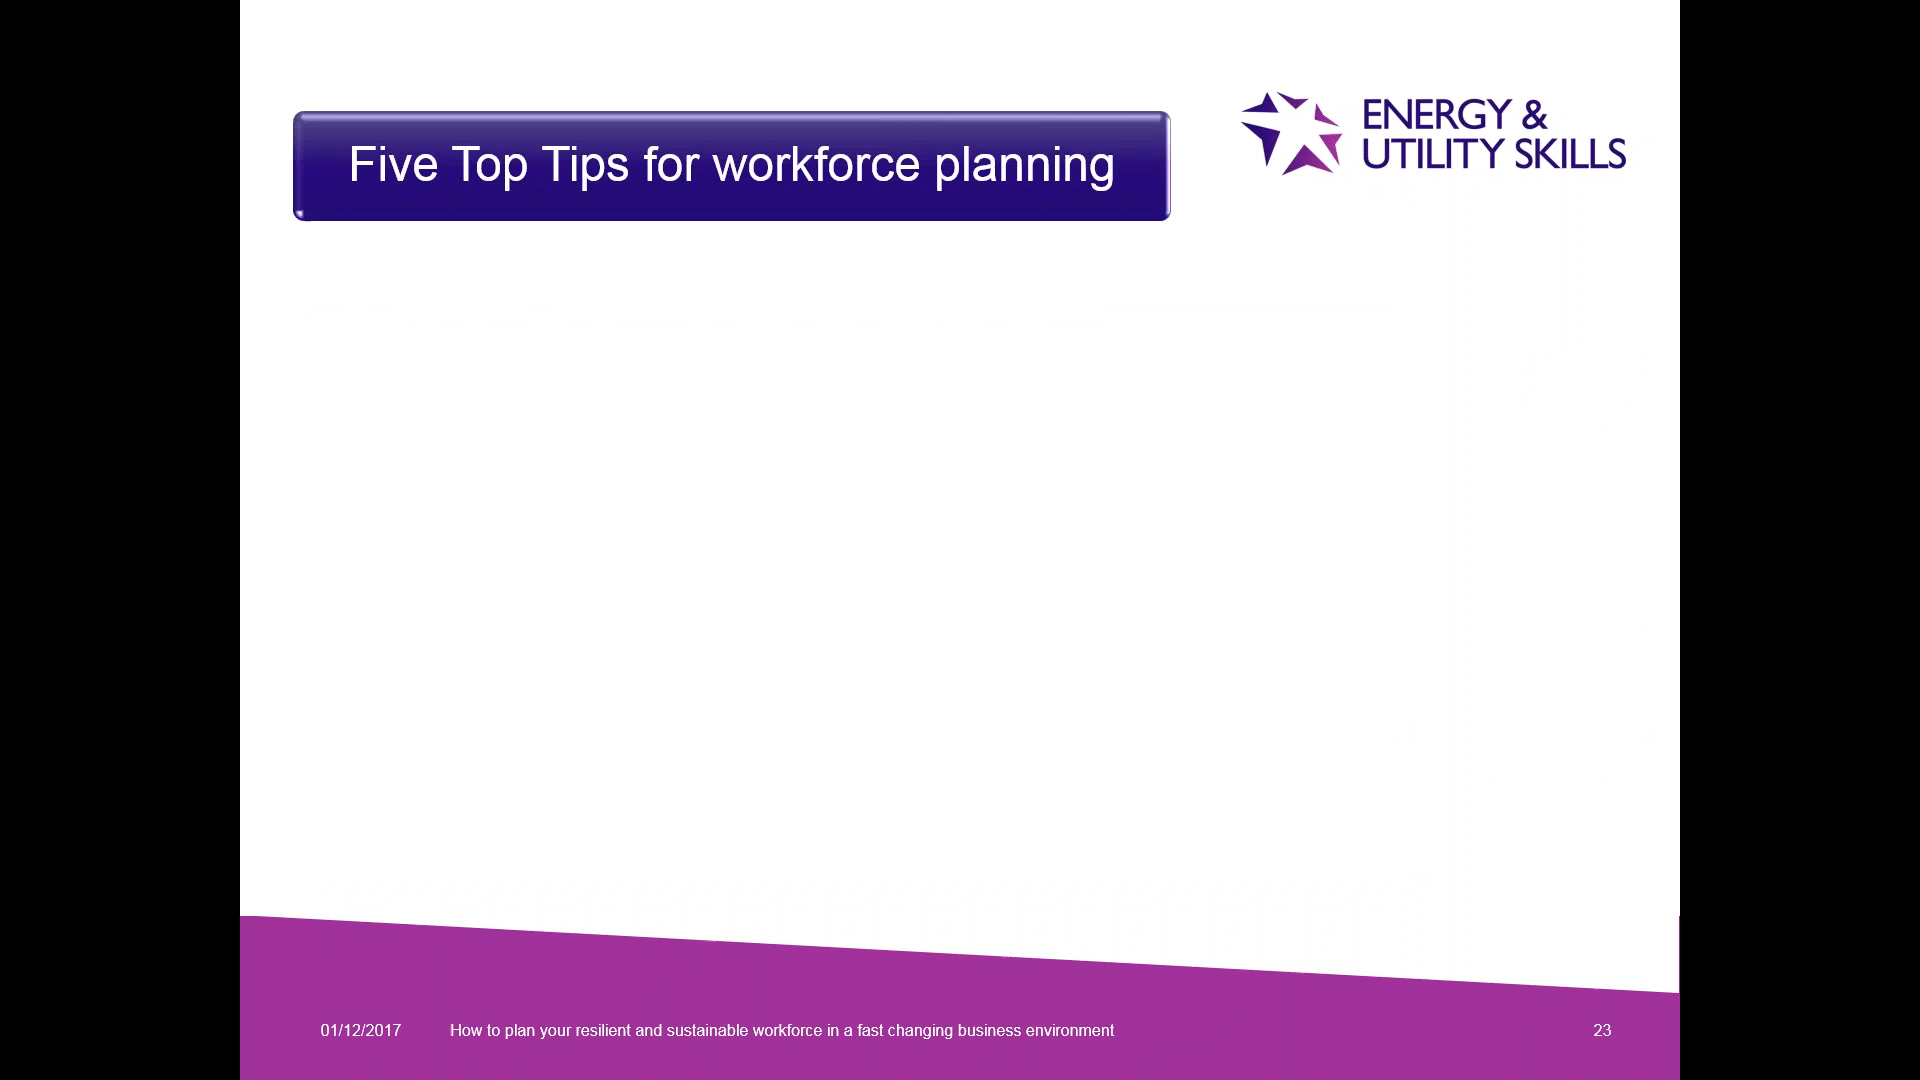 Five Top Tips for workforce planning
ENERGY &
UTILITY SKILLS
01/12/2017 How to plan your resilient and sustainable workforce in a fast changing business environment 23